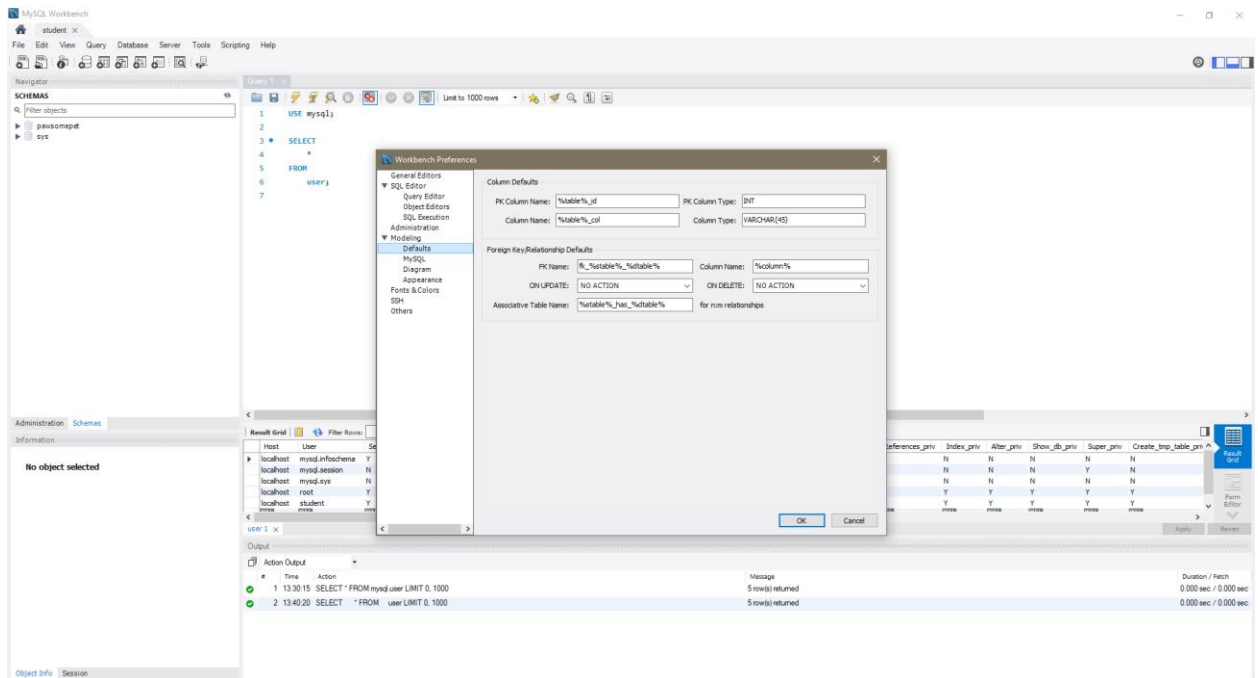 MySQL Workbench
student ×
File Edit View Query Database Server Tools Scripting Help
Navigator
SCHEMAS
Filter objects
pawsomepet
sys
Query 1
Limit to 1000 rows
1 USE mysql;
2
3 SELECT
4 *
5 FROM
6 user;
7
Workbench Preferences
General Editors
SQL Editor
Query Editor
Object Editors
SQL Execution
Administration
Modeling
Defaults
MySQL
Diagram
Appearance
Fonts & Colors
SSH
Others
Column Defaults
PK Column Name: %table%_id PK Column Type: INT
Column Name: %table%_col Column Type: VARCHAR(45)
Foreign Key/Relationship Defaults
FK Name: fk_%stable%_%dtable% Column Name: %column%
ON UPDATE: NO ACTION ON DELETE: NO ACTION
Associative Table Name: %stable%_has_%dtable% for n:m relationships
OK Cancel
Administration Schemas
Information
No object selected
Result Grid Filter Rows:
Host User Se References_priv Index_priv Alter_priv Show_db_priv Super_priv Create_tmp_table_priv
localhost mysql.infoschema Y N N N N N
localhost mysql.session N N N N Y N
localhost mysql.sys N N N N N N
localhost root Y Y Y Y Y Y
localhost student Y Y Y Y Y Y
Result Grid
Form Editor
user 1 ×
Apply Revert
Output
Action Output
# Time Action Message Duration / Fetch
1 13:30:15 SELECT * FROM mysql.user LIMIT 0, 1000 5 row(s) returned 0.000 sec / 0.000 sec
2 13:40:20 SELECT * FROM user LIMIT 0, 1000 5 row(s) returned 0.000 sec / 0.000 sec
Object Info Session